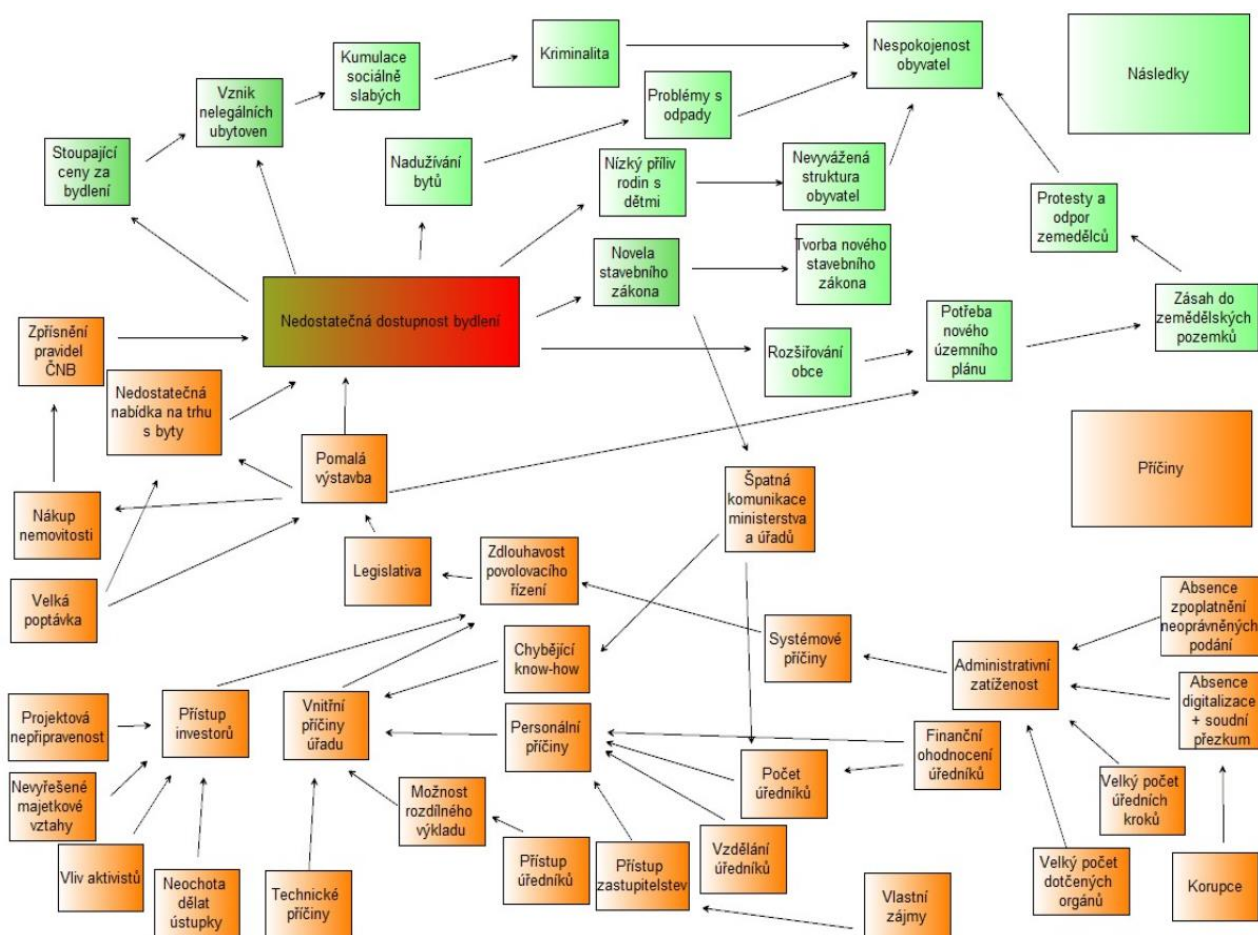 Kriminalita
Nespokojenost
obyvatel
Následky
Kumulace
sociálně
slabých
Vznik
nelegálních
ubytoven
Problémy s
odpady
Stoupající
ceny za
bydlení
Nadužívání
bytů
Nízký příliv
rodin s
dětmi
Nevyvážená
struktura
obyvatel
Protesty a
odpor
zemedělců
Novela
stavebního
zákona
Tvorba nového
stavebního
zákona
Nedostatečná dostupnost bydlení
Zásah do
zemědělských
pozemků
Potřeba
nového
územního
plánu
Rozšiřování
obce
Zpřísnění
pravidel
ČNB
Nedostatečná
nabídka na trhu
s byty
Pomalá
výstavba
Příčiny
Špatná
komunikace
ministerstva
a úřadů
Nákup
nemovitosti
Legislativa
Zdlouhavost
povolovacího
řízení
Velká
poptávka
Absence
zpoplatnění
neoprávněných
podání
Systémové
příčiny
Chybějící
know-how
Administrativní
zatíženost
Absence
digitalizace
+ soudní
přezkum
Projektová
nepřipravenost
Přístup
investorů
Vnitřní
příčiny
úřadu
Personální
příčiny
Finanční
ohodnocení
úředníků
Počet
úředníků
Nevyřešené
majetkové
vztahy
Možnost
rozdílného
výkladu
Velký počet
úředních
kroků
Vzdělání
úředníků
Vliv aktivistů
Neochota
dělat
ústupky
Technické
příčiny
Přístup
úředníků
Přístup
zastupitelstev
Vlastní
zájmy
Velký počet
dotčených
orgánů
Korupce